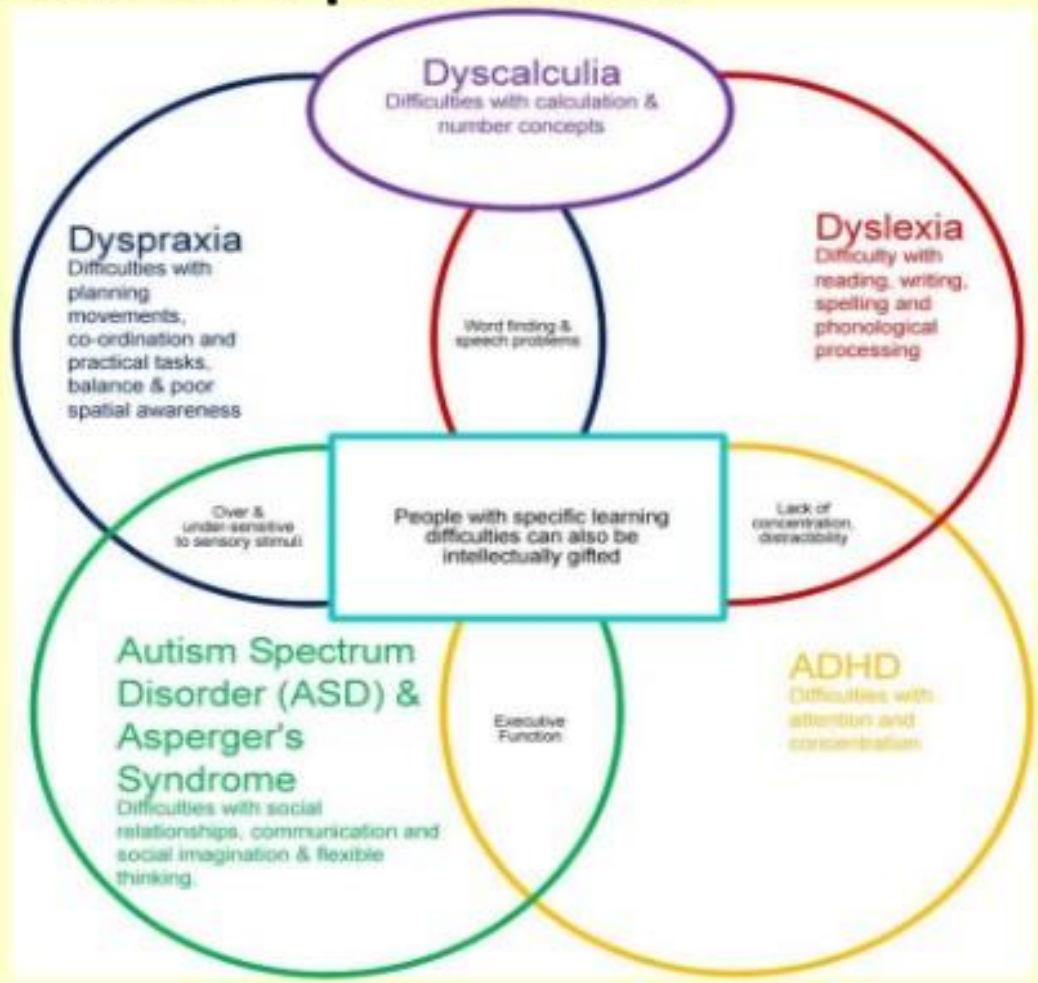 Dyscalculia
Difficulties with calculation &
number concepts
Dyspraxia
Difficulties with
planning
movements,
co-ordination and
practical tasks,
balance & poor
spatial awareness
Dyslexia
Difficulty with
reading, writing,
spelling and
phonological
processing
Word finding &
speech problems
Over &
under-sensitive
to sensory stimuli
People with specific learning
difficulties can also be
intellectually gifted
Lack of
concentration,
distractibility
Autism Spectrum
Disorder (ASD) &
Asperger's
Syndrome
Difficulties with social
relationships, communication and
social imagination & flexible
thinking.
Executive
Function
ADHD
Difficulties with
attention and
concentration